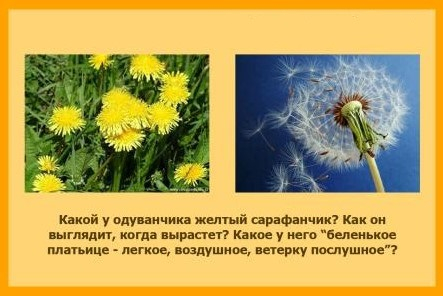 Какой у одуванчика желтый сарафанчик? Как он
выглядит, когда вырастет? Какое у него “беленькое
платьице - легкое, воздушное, ветерку послушное”?